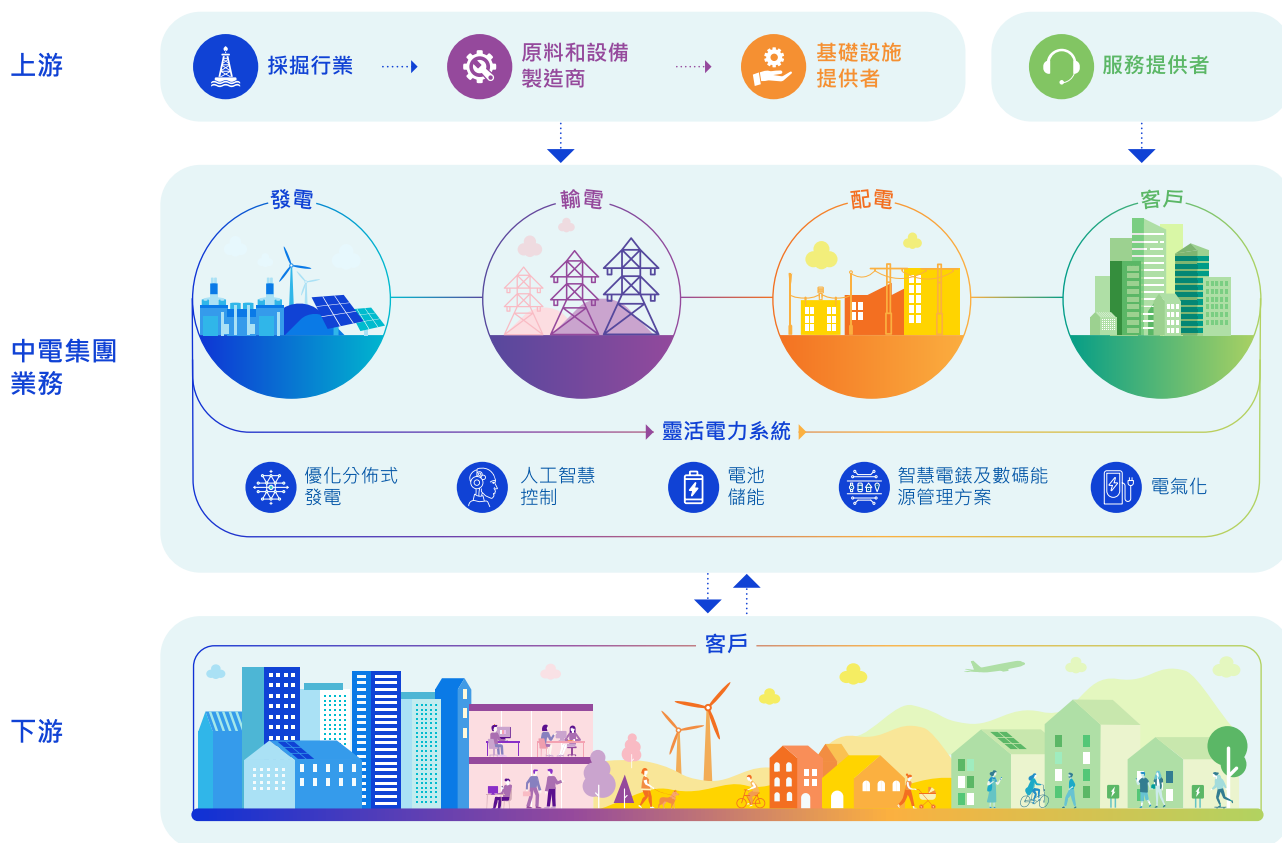 上游
採掘行業
原料和設備
製造商
基礎設施
提供者
服務提供者
中電集團
業務
發電
輸電
配電
客戶
靈活電力系統
優化分佈式
發電
人工智慧
控制
電池
儲能
智慧電錶及數碼能
源管理方案
電氣化
下游
客戶